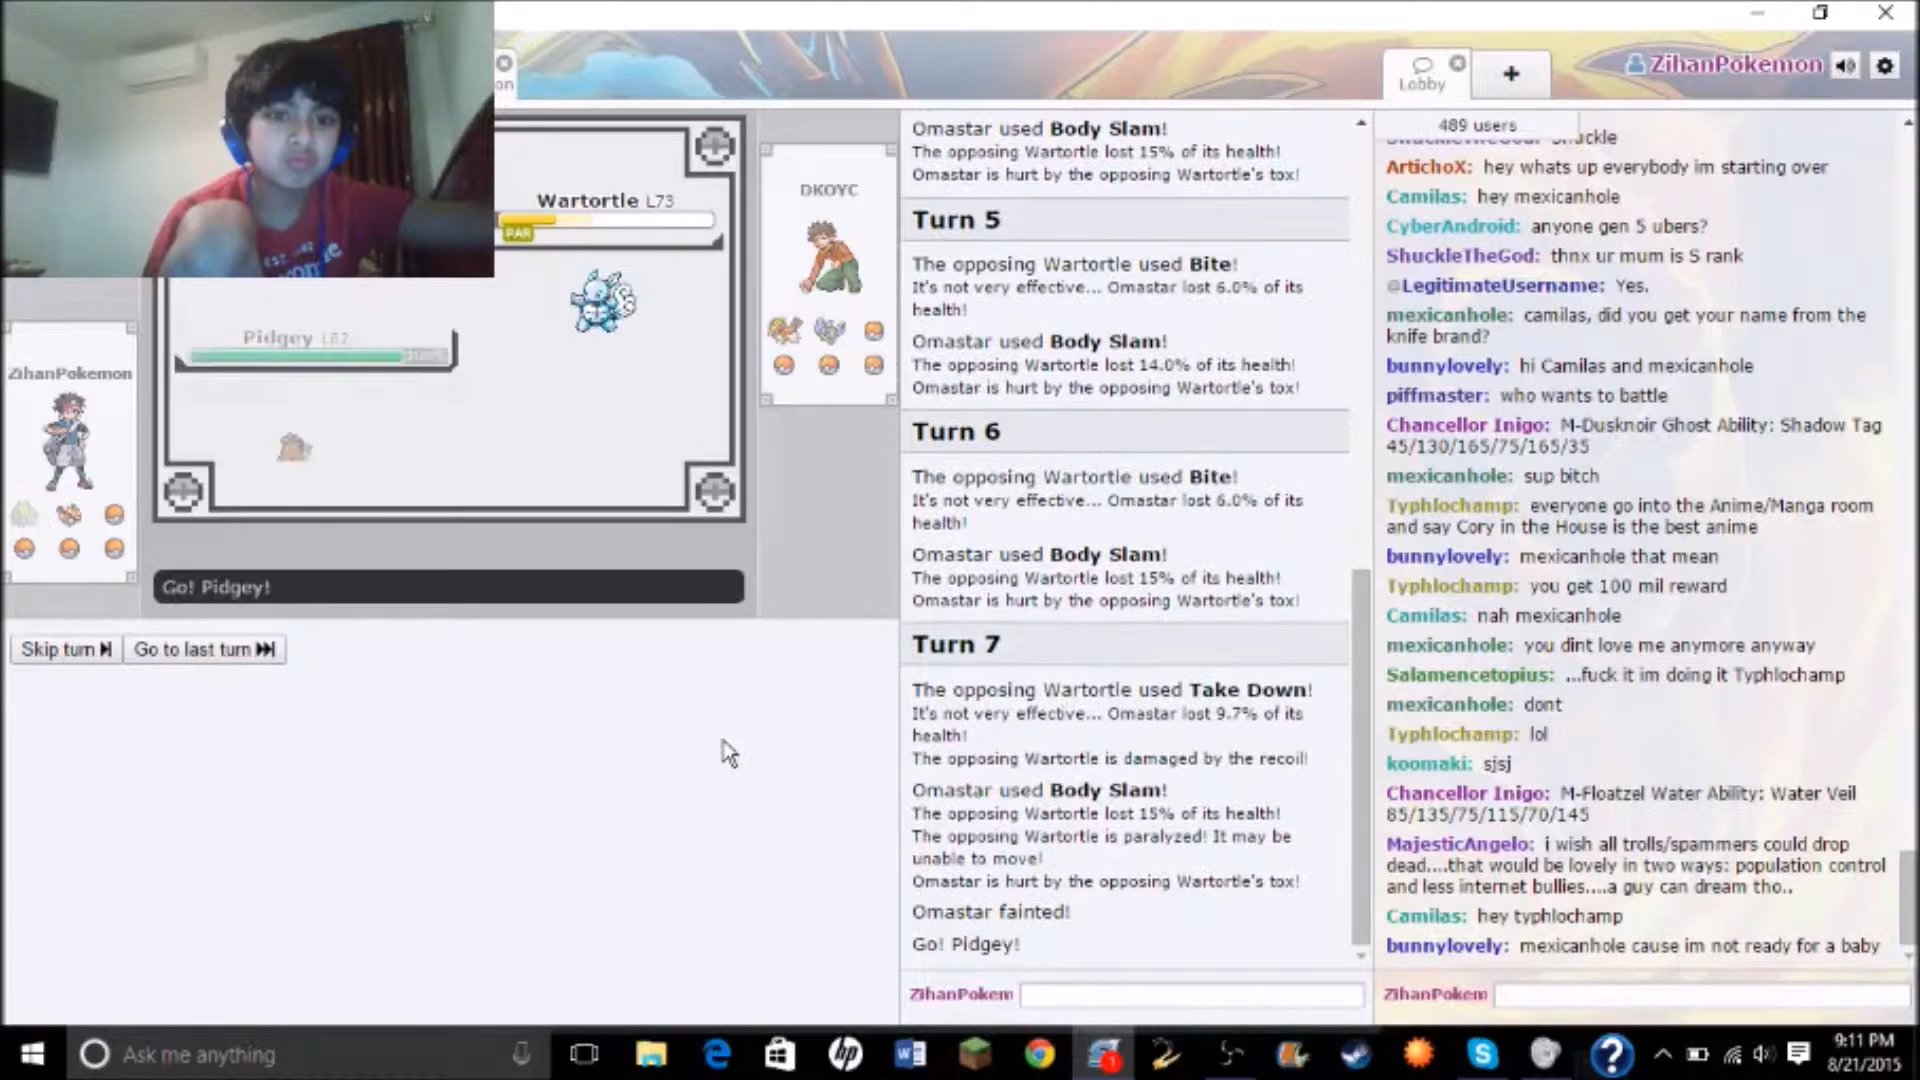 on
Lobby
+
ZihanPokemon
Wartortle L73
PAR
Pidgey L82
ZihanPokemon
DKOYC
Go! Pidgey!
Skip turn
Go to last turn
Omastar used Body Slam!
The opposing Wartortle lost 15% of its health!
Omastar is hurt by the opposing Wartortle's tox!
Turn 5
The opposing Wartortle used Bite!
It's not very effective... Omastar lost 6.0% of its
health!
Omastar used Body Slam!
The opposing Wartortle lost 14.0% of its health!
Omastar is hurt by the opposing Wartortle's tox!
Turn 6
The opposing Wartortle used Bite!
It's not very effective... Omastar lost 6.0% of its
health!
Omastar used Body Slam!
The opposing Wartortle lost 15% of its health!
Omastar is hurt by the opposing Wartortle's tox!
Turn 7
The opposing Wartortle used Take Down!
It's not very effective... Omastar lost 9.7% of its
health!
The opposing Wartortle is damaged by the recoil!
Omastar used Body Slam!
The opposing Wartortle lost 15% of its health!
The opposing Wartortle is paralyzed! It may be
unable to move!
Omastar is hurt by the opposing Wartortle's tox!
Omastar fainted!
Go! Pidgey!
ZihanPokem
489 users
ArtichoX: hey whats up everybody im starting over
Camilas: hey mexicanhole
CyberAndroid: anyone gen 5 ubers?
ShuckleTheGod: thnx ur mum is S rank
@LegitimateUsername: Yes.
mexicanhole: camilas, did you get your name from the
knife brand?
bunnylovely: hi Camilas and mexicanhole
piffmaster: who wants to battle
Chancellor Inigo: M-Dusknoir Ghost Ability: Shadow Tag
45/130/165/75/165/35
mexicanhole: sup bitch
Typhlochamp: everyone go into the Anime/Manga room
and say Cory in the House is the best anime
bunnylovely: mexicanhole that mean
Typhlochamp: you get 100 mil reward
Camilas: nah mexicanhole
mexicanhole: you dint love me anymore anyway
Salamencetopius: ...fuck it im doing it Typhlochamp
mexicanhole: dont
Typhlochamp: lol
koomaki: sjsj
Chancellor Inigo: M-Floatzel Water Ability: Water Veil
85/135/75/115/70/145
MajesticAngelo: i wish all trolls/spammers could drop
dead....that would be lovely in two ways: population control
and less internet bullies....a guy can dream tho..
Camilas: hey typhlochamp
bunnylovely: mexicanhole cause im not ready for a baby
ZihanPokem
Ask me anything
hp
1
9:11 PM
8/21/2015